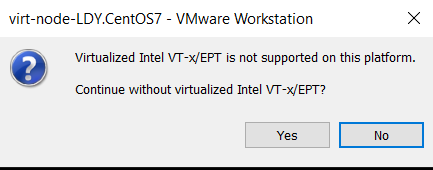 virt-node-LDY.CentOS7 - VMware Workstation
Virtualized Intel VT-x/EPT is not supported on this platform.
Continue without virtualized Intel VT-x/EPT?
Yes
No